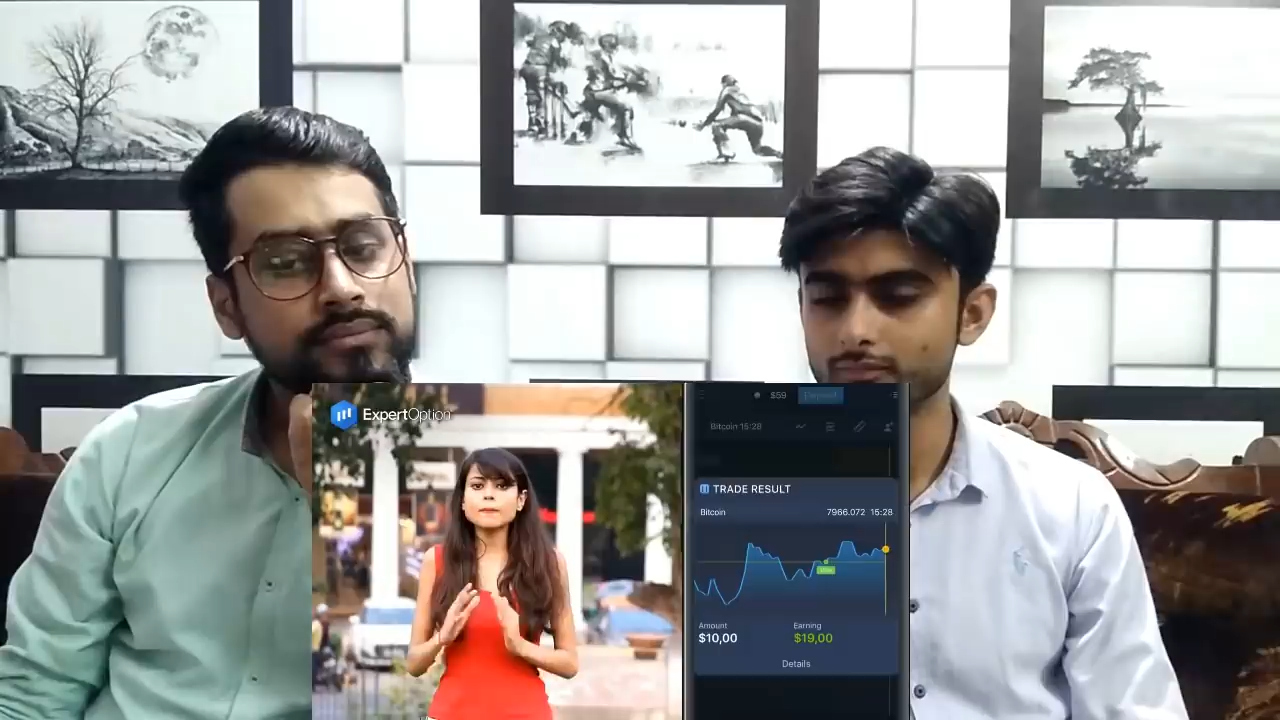 ExpertOption
$59
Deposit
Bitcoin 15:28
TRADE RESULT
Bitcoin
7966.072 15:28
Amount
Earning
$10,00
$19,00
Details